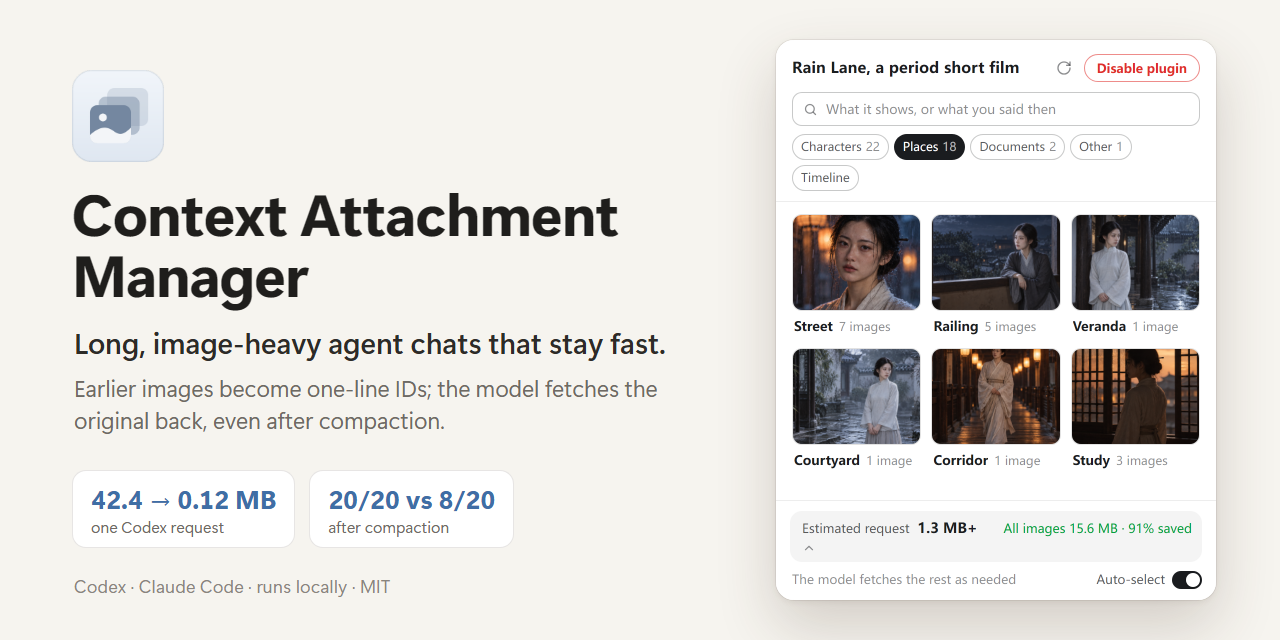 Context Attachment
Manager
Long, image-heavy agent chats that stay fast.
Earlier images become one-line IDs; the model fetches the
original back, even after compaction.
42.4 → 0.12 MB
one Codex request
20/20 vs 8/20
after compaction
Codex · Claude Code · runs locally · MIT
Rain Lane, a period short film
Disable plugin
What it shows, or what you said then
Characters 22
Places 18
Documents 2
Other 1
Timeline
Street 7 images
Railing 5 images
Veranda 1 image
Courtyard 1 image
Corridor 1 image
Study 3 images
Estimated request 1.3 MB+
All images 15.6 MB · 91% saved
The model fetches the rest as needed
Auto-select